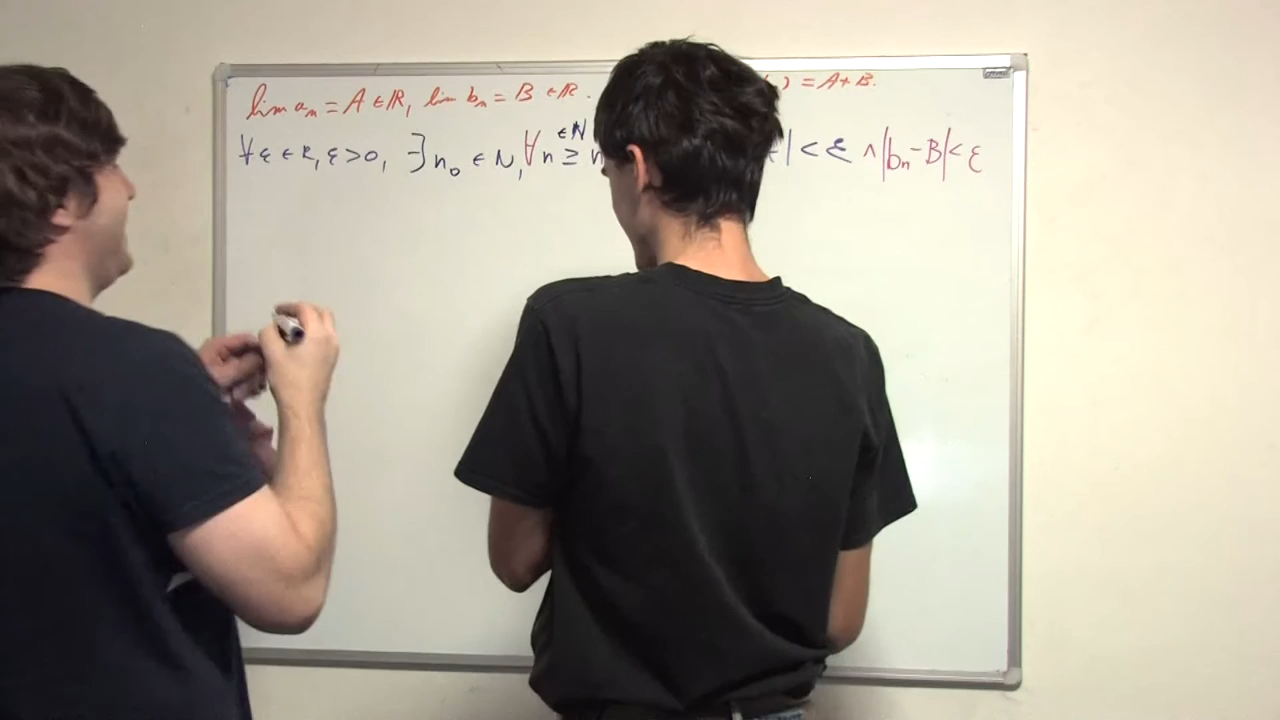 lim aₙ = A ∈ ℝ, lim bₙ = B ∈ ℝ. ) = A + B.
∀ε ∈ ℝ, ε > 0, ∃ n₀ ∈ N, ∀n ≥ n ∈N | < ε ∧ |bₙ - B| < ε